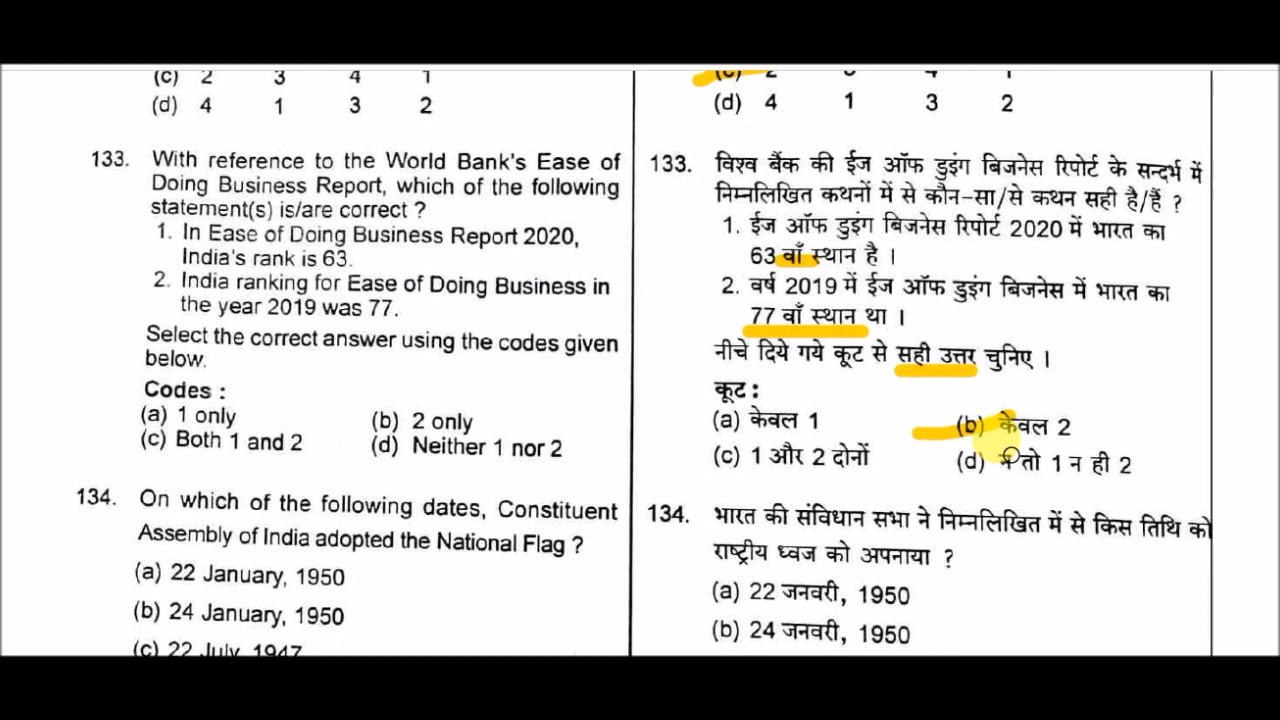 (c) 2 3 4 1
(d) 4 1 3 2
133. With reference to the World Bank's Ease of
Doing Business Report, which of the following
statement(s) is/are correct ?
1. In Ease of Doing Business Report 2020,
India's rank is 63.
2. India ranking for Ease of Doing Business in
the year 2019 was 77.
Select the correct answer using the codes given
below.
Codes :
(a) 1 only (b) 2 only
(c) Both 1 and 2 (d) Neither 1 nor 2
134. On which of the following dates, Constituent
Assembly of India adopted the National Flag ?
(a) 22 January, 1950
(b) 24 January, 1950
(c) 22 July, 1947
(c) 2 3 4 1
(d) 4 1 3 2
133. विश्व बैंक की ईज ऑफ डुइंग बिजनेस रिपोर्ट के सन्दर्भ में
निम्नलिखित कथनों में से कौन-सा/से कथन सही है/हैं ?
1. ईज ऑफ डुइंग बिजनेस रिपोर्ट 2020 में भारत का
63 वाँ स्थान है ।
2. वर्ष 2019 में ईज ऑफ डुइंग बिजनेस में भारत का
77 वाँ स्थान था ।
नीचे दिये गये कूट से सही उत्तर चुनिए ।
कूट :
(a) केवल 1 (b) केवल 2
(c) 1 और 2 दोनों (d) न तो 1 न ही 2
134. भारत की संविधान सभा ने निम्नलिखित में से किस तिथि को
राष्ट्रीय ध्वज को अपनाया ?
(a) 22 जनवरी, 1950
(b) 24 जनवरी, 1950